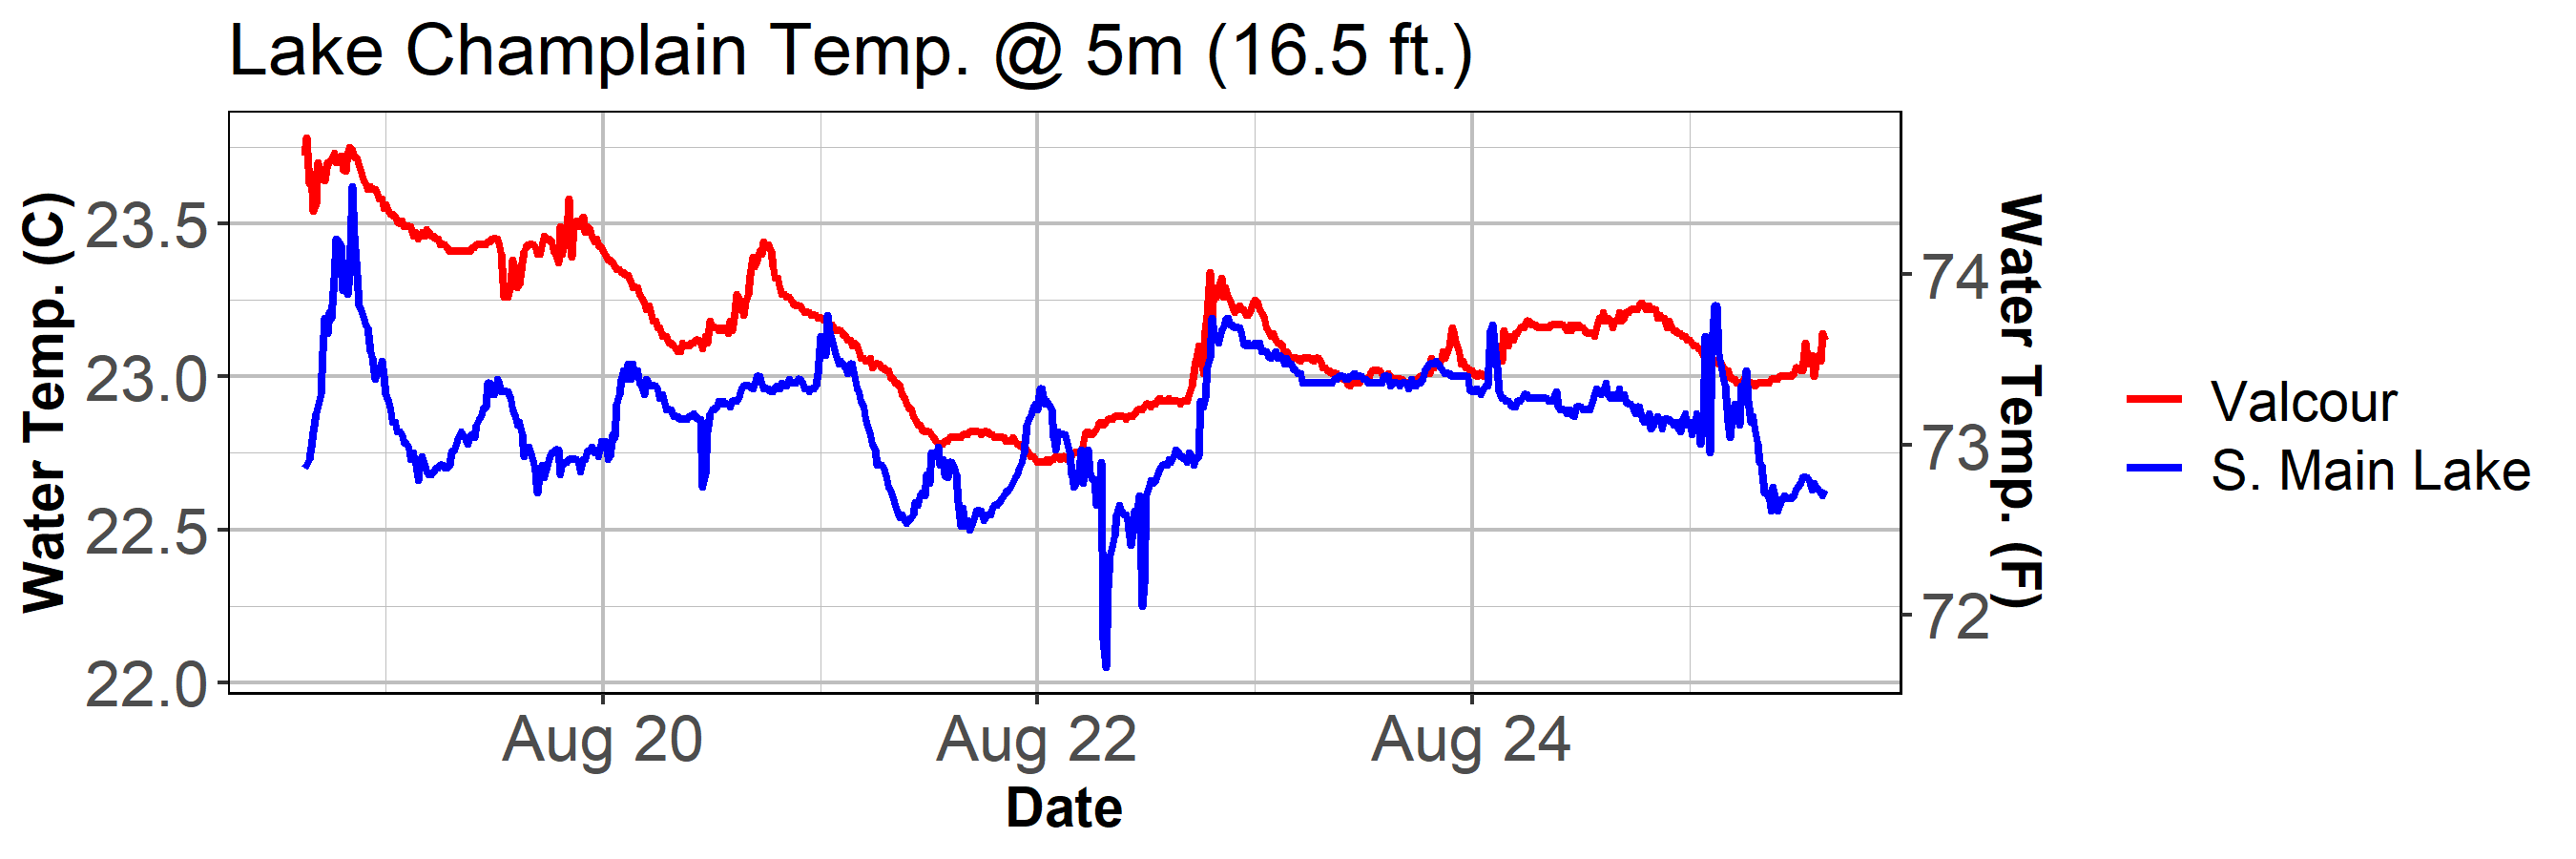 Lake Champlain Temp. @ 5m (16.5 ft.)
Water Temp. (C)
23.5
23.0
22.5
22.0
74
73
72
Water Temp. (F)
Aug 20
Aug 22
Aug 24
Date
Valcour
S. Main Lake